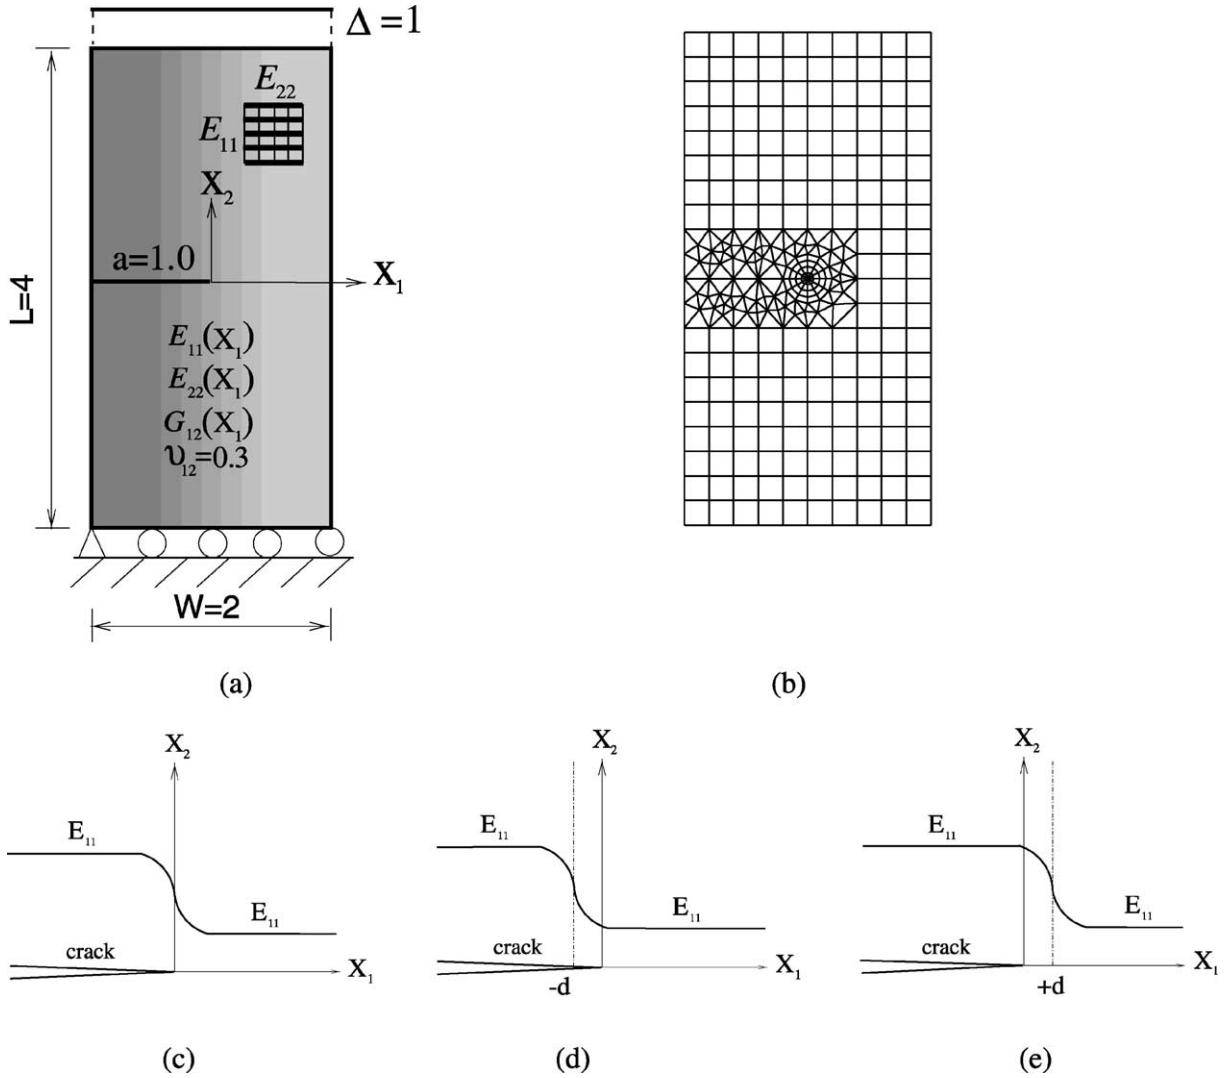 Δ=1
E₂₂
E₁₁
X₂
a=1.0
X₁
L=4
E₁₁(X₁)
E₂₂(X₁)
G₁₂(X₁)
υ₁₂=0.3
W=2
(a)
(b)
X₂
E₁₁
E₁₁
crack
X₁
(c)
X₂
E₁₁
E₁₁
crack
X₁
-d
(d)
X₂
E₁₁
E₁₁
crack
X₁
+d
(e)